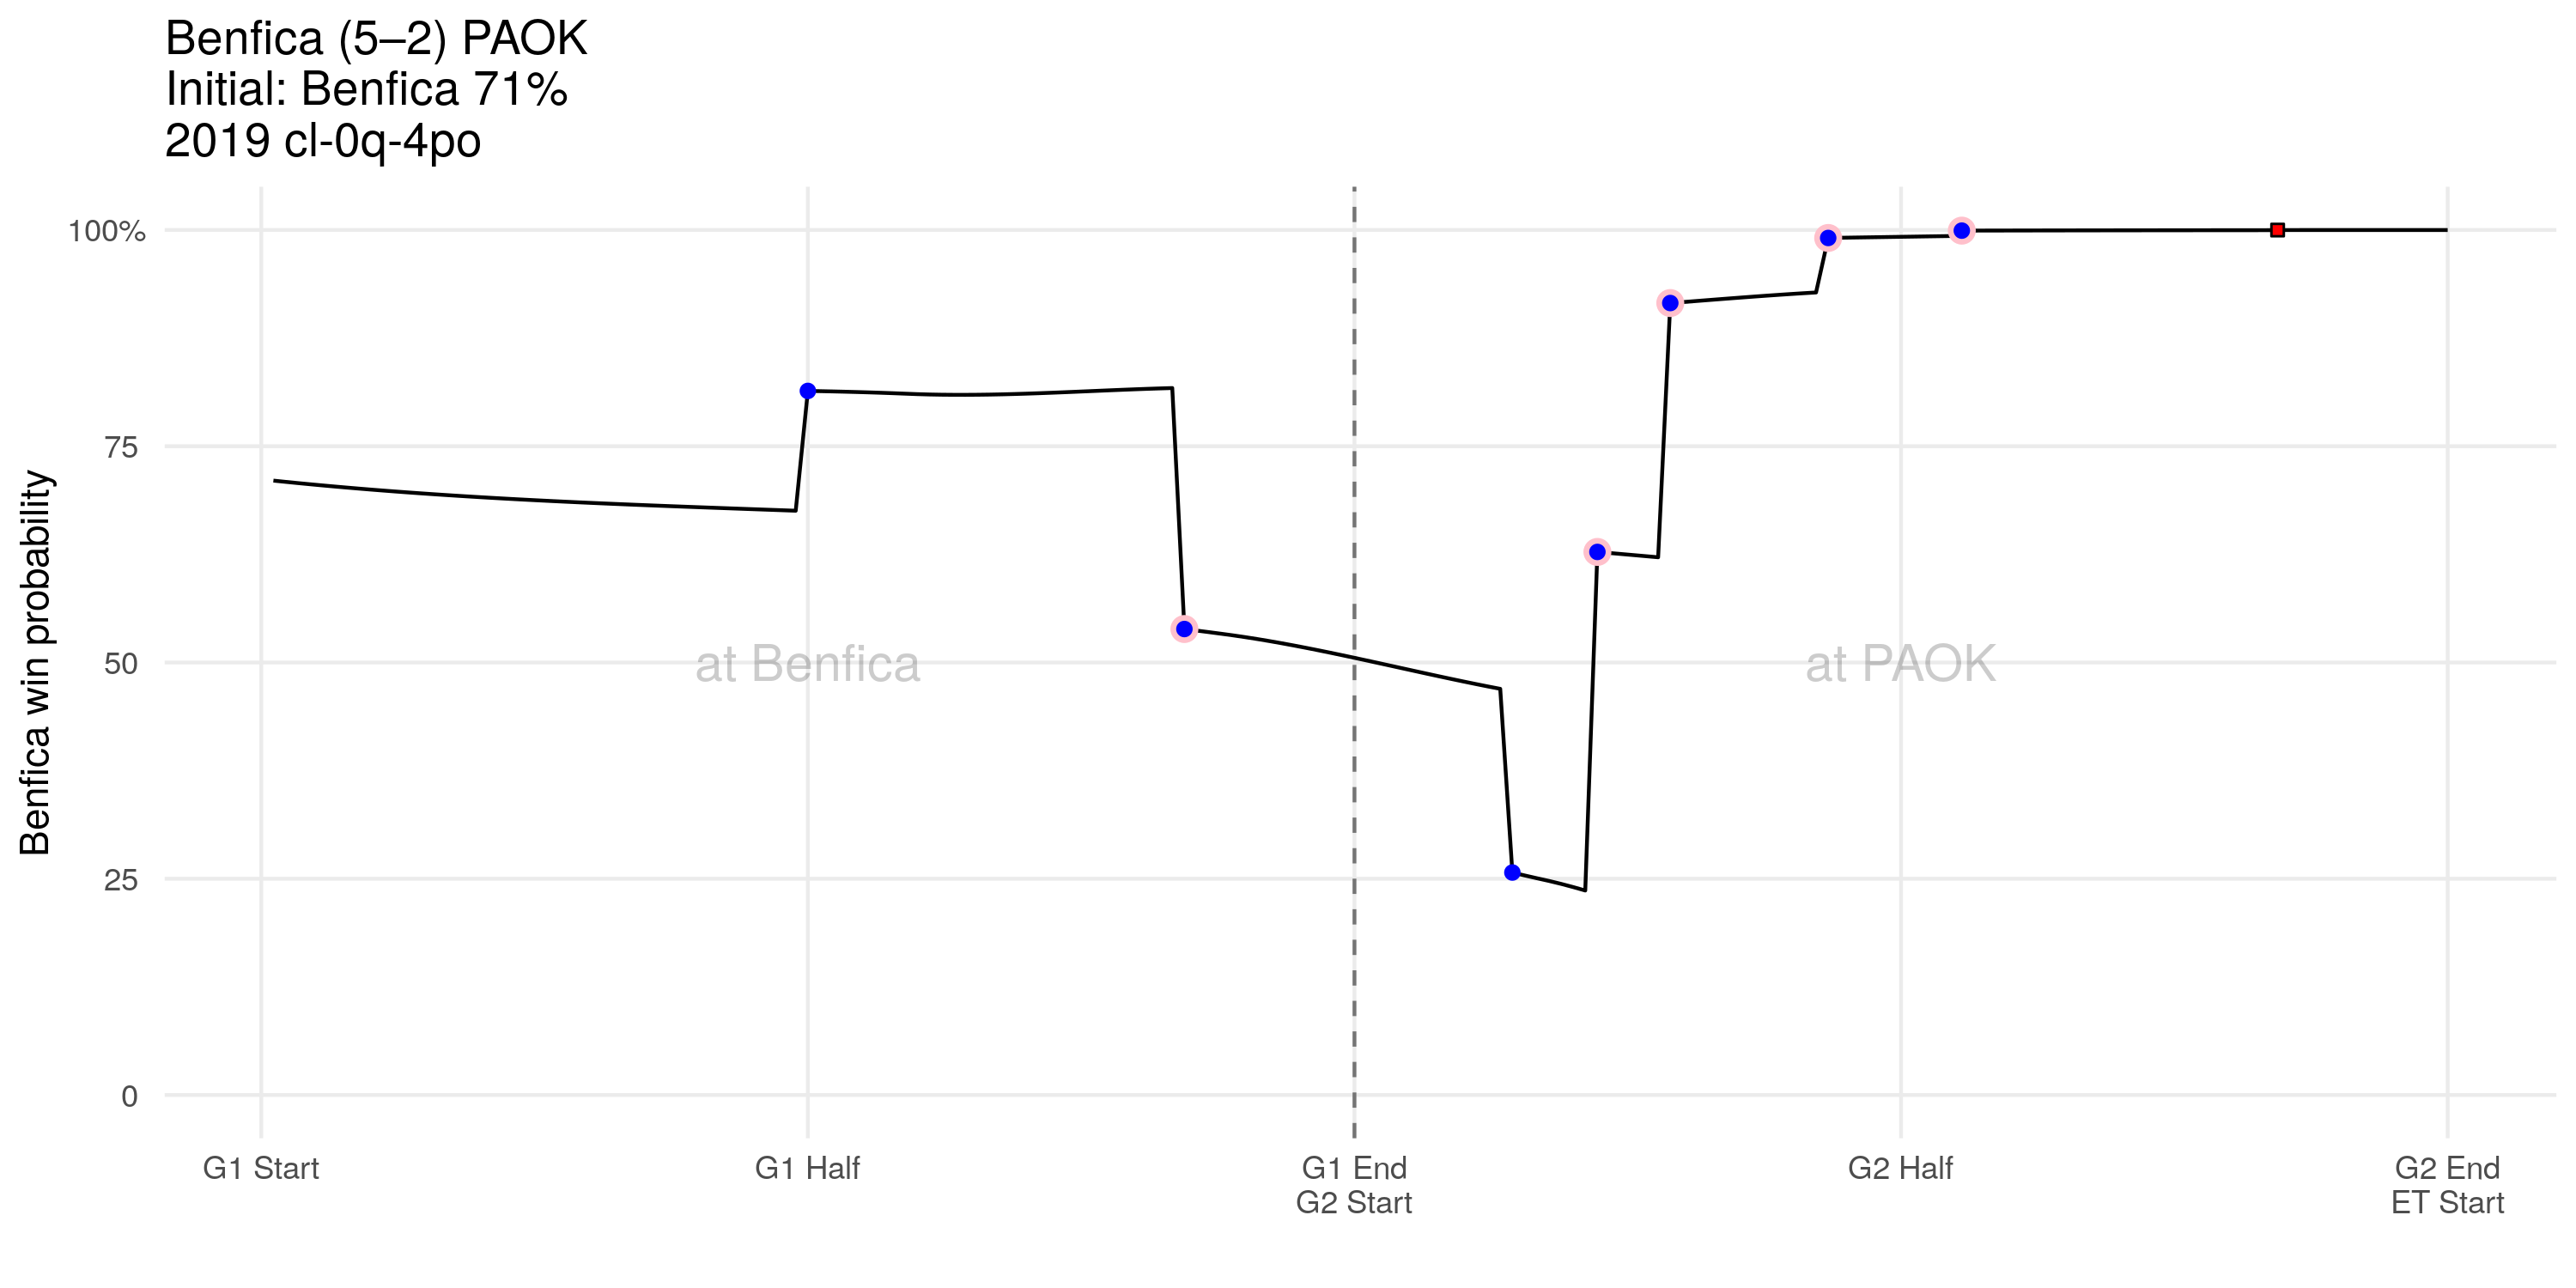 Benfica (5–2) PAOK
Initial: Benfica 71%
2019 cl-0q-4po
Benfica win probability
100%
75
50
25
0
at Benfica
at PAOK
G1 Start
G1 Half
G1 End
G2 Start
G2 Half
G2 End
ET Start